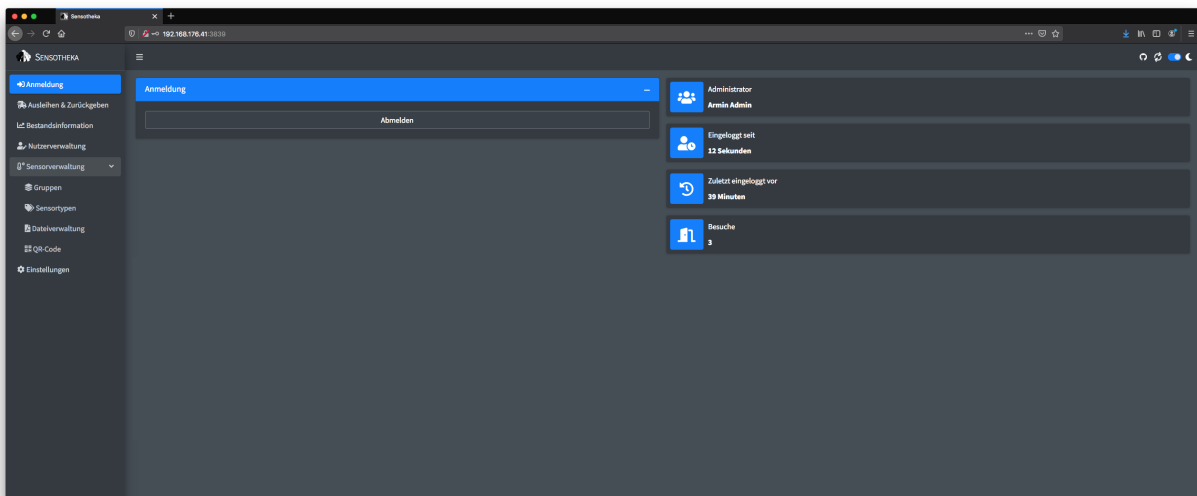 Sensotheka
192.168.176.41:3839
SENSOTHEKA
Anmeldung
Ausleihen & Zurückgeben
Bestandsinformation
Nutzerverwaltung
Sensorverwaltung
Gruppen
Sensortypen
Dateiverwaltung
QR-Code
Einstellungen
Anmeldung
Abmelden
Administrator
Armin Admin
Eingeloggt seit
12 Sekunden
Zuletzt eingeloggt vor
39 Minuten
Besuche
3